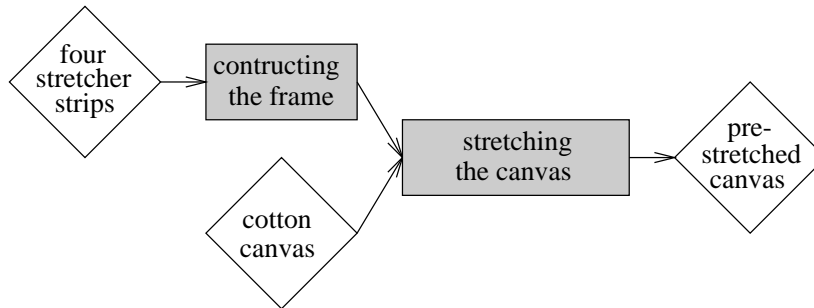 four
stretcher
strips
contructing
the frame
stretching
the canvas
pre-
stretched
canvas
cotton
canvas